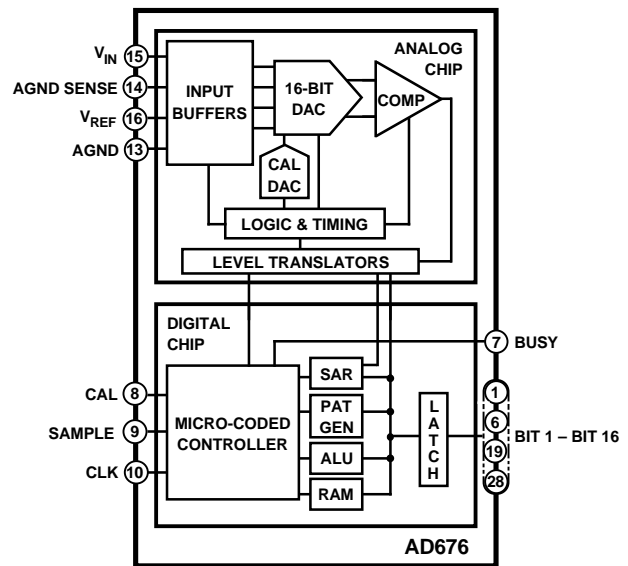 ANALOG
CHIP
V_IN 15
AGND SENSE 14
V_REF 16
AGND 13
INPUT
BUFFERS
16-BIT
DAC
COMP
CAL
DAC
LOGIC & TIMING
LEVEL TRANSLATORS
DIGITAL
CHIP
7 BUSY
CAL 8
SAMPLE 9
CLK 10
MICRO-CODED
CONTROLLER
SAR
PAT
GEN
ALU
RAM
L
A
T
C
H
1
6
19
28
BIT 1 – BIT 16
AD676